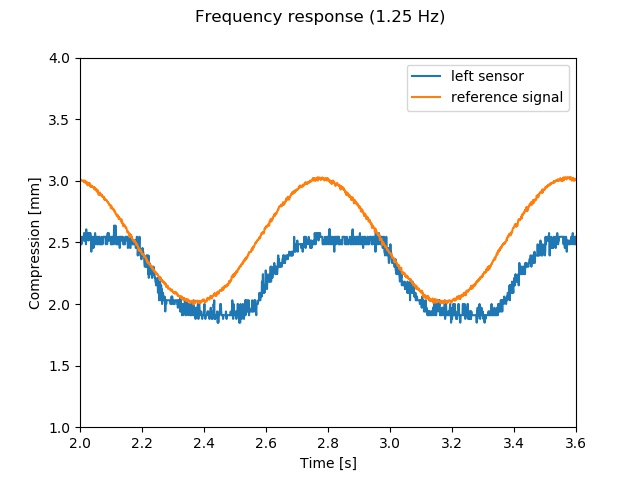 Frequency response (1.25 Hz)
4.0
3.5
3.0
2.5
2.0
1.5
1.0
Compression [mm]
left sensor
reference signal
2.0 2.2 2.4 2.6 2.8 3.0 3.2 3.4 3.6
Time [s]